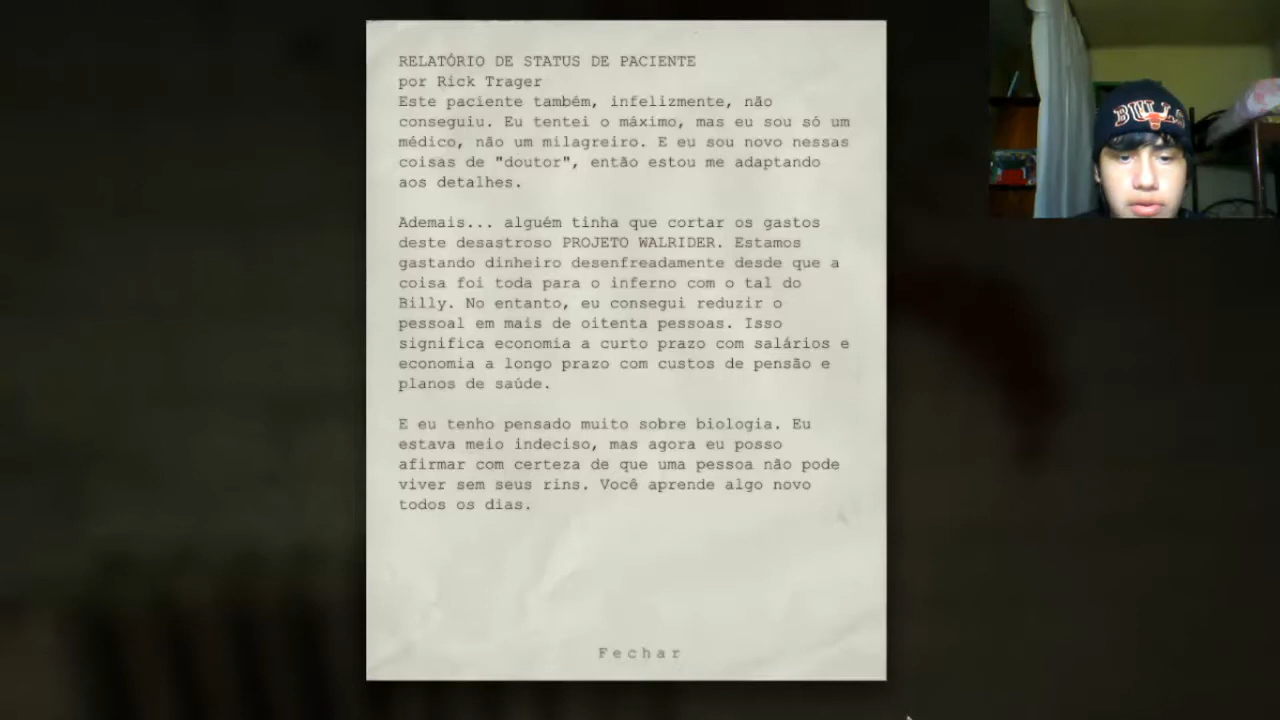 RELATÓRIO DE STATUS DE PACIENTE
por Rick Trager
Este paciente também, infelizmente, não
conseguiu. Eu tentei o máximo, mas eu sou só um
médico, não um milagreiro. E eu sou novo nessas
coisas de "doutor", então estou me adaptando
aos detalhes.
Ademais... alguém tinha que cortar os gastos
deste desastroso PROJETO WALRIDER. Estamos
gastando dinheiro desenfreadamente desde que a
coisa foi toda para o inferno com o tal do
Billy. No entanto, eu consegui reduzir o
pessoal em mais de oitenta pessoas. Isso
significa economia a curto prazo com salários e
economia a longo prazo com custos de pensão e
planos de saúde.
E eu tenho pensado muito sobre biologia. Eu
estava meio indeciso, mas agora eu posso
afirmar com certeza de que uma pessoa não pode
viver sem seus rins. Você aprende algo novo
todos os dias.
Fechar
BULLS